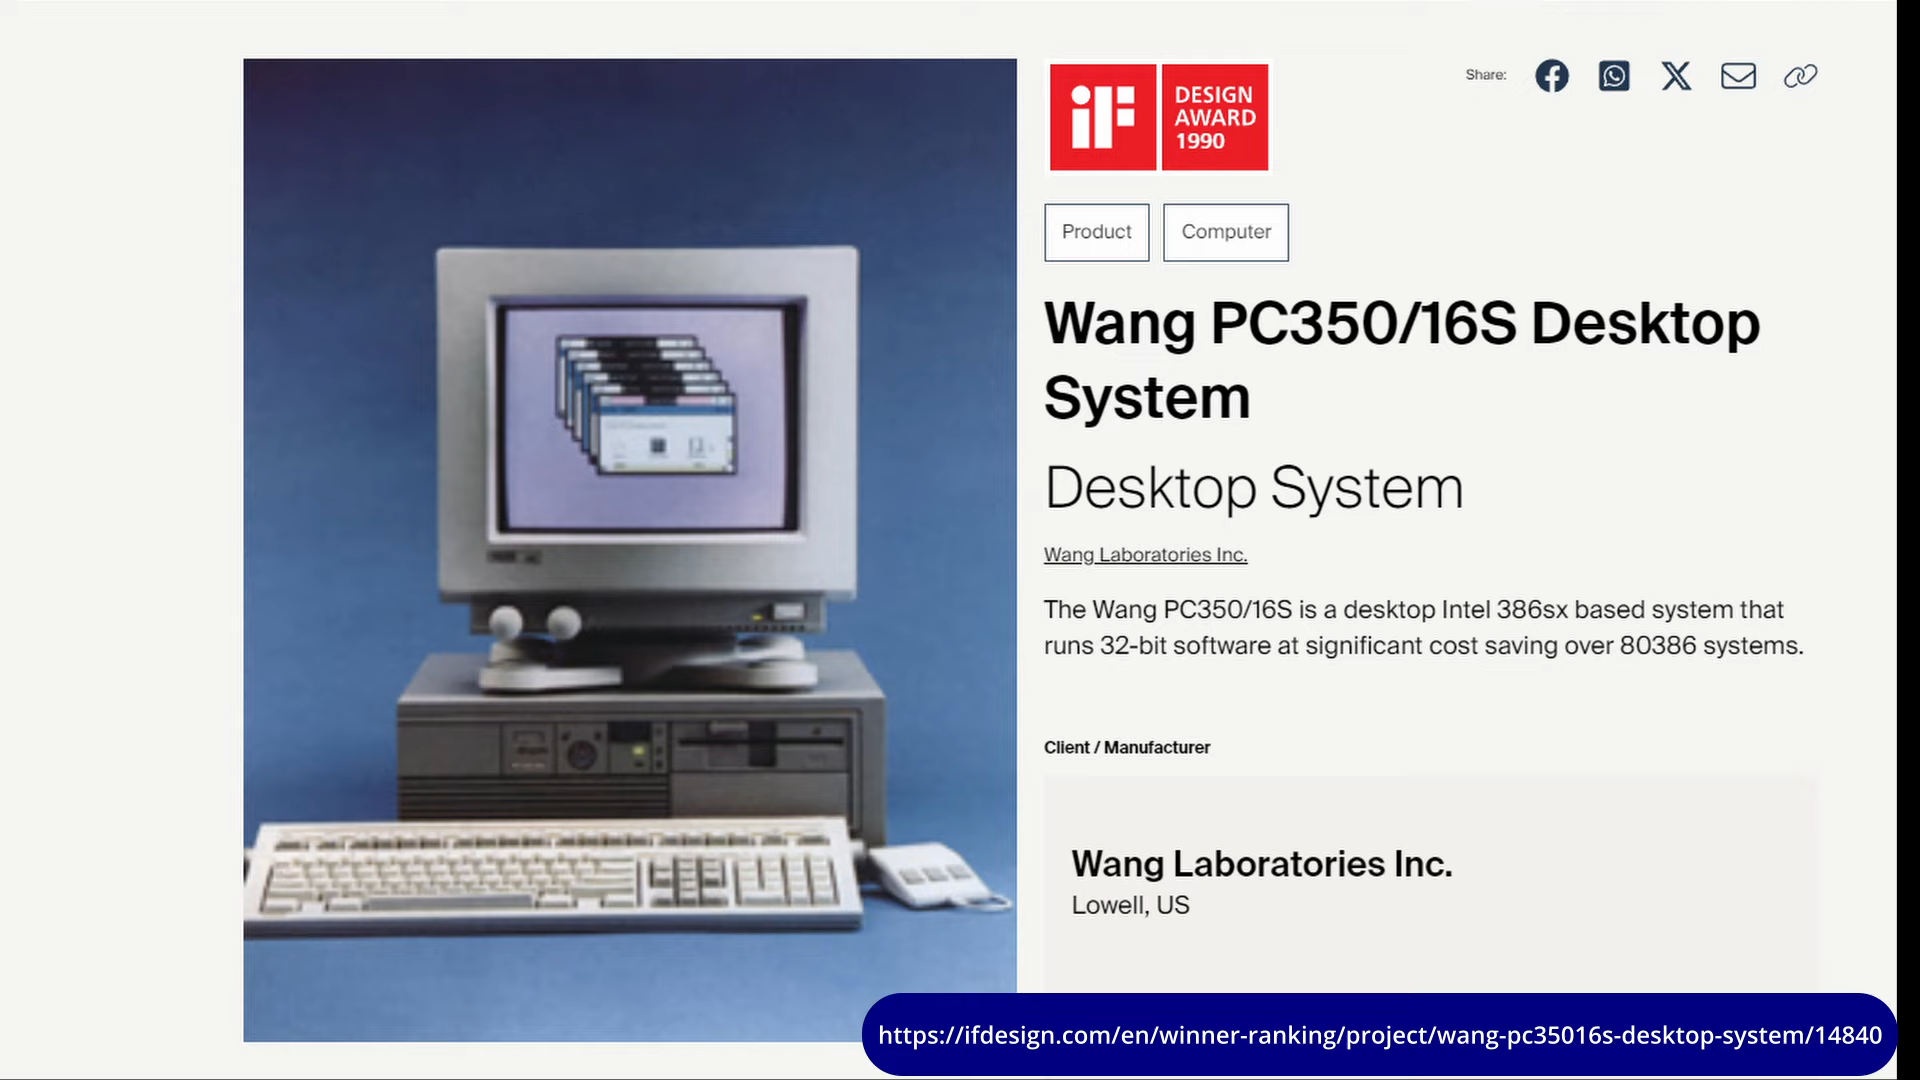 iF
DESIGN
AWARD
1990
Share:
Product
Computer
Wang PC350/16S Desktop
System
Desktop System
Wang Laboratories Inc.
The Wang PC350/16S is a desktop Intel 386sx based system that
runs 32-bit software at significant cost saving over 80386 systems.
Client / Manufacturer
Wang Laboratories Inc.
Lowell, US
https://ifdesign.com/en/winner-ranking/project/wang-pc35016s-desktop-system/14840